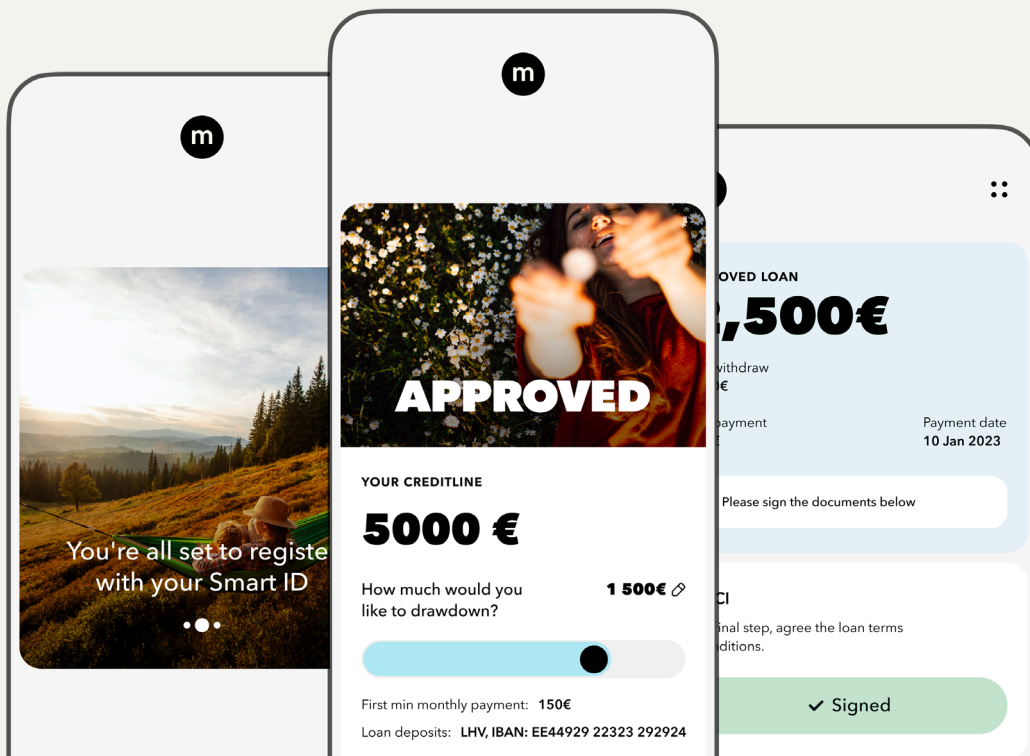 m
You're all set to registe
with your Smart ID
m
APPROVED
YOUR CREDITLINE
5000 €
How much would you
like to drawdown?
1 500€
First min monthly payment: 150€
Loan deposits: LHV, IBAN: EE44929 22323 292924
OVED LOAN
,500€
withdraw
€
payment
Payment date
10 Jan 2023
Please sign the documents below
CI
inal step, agree the loan terms
ditions.
Signed